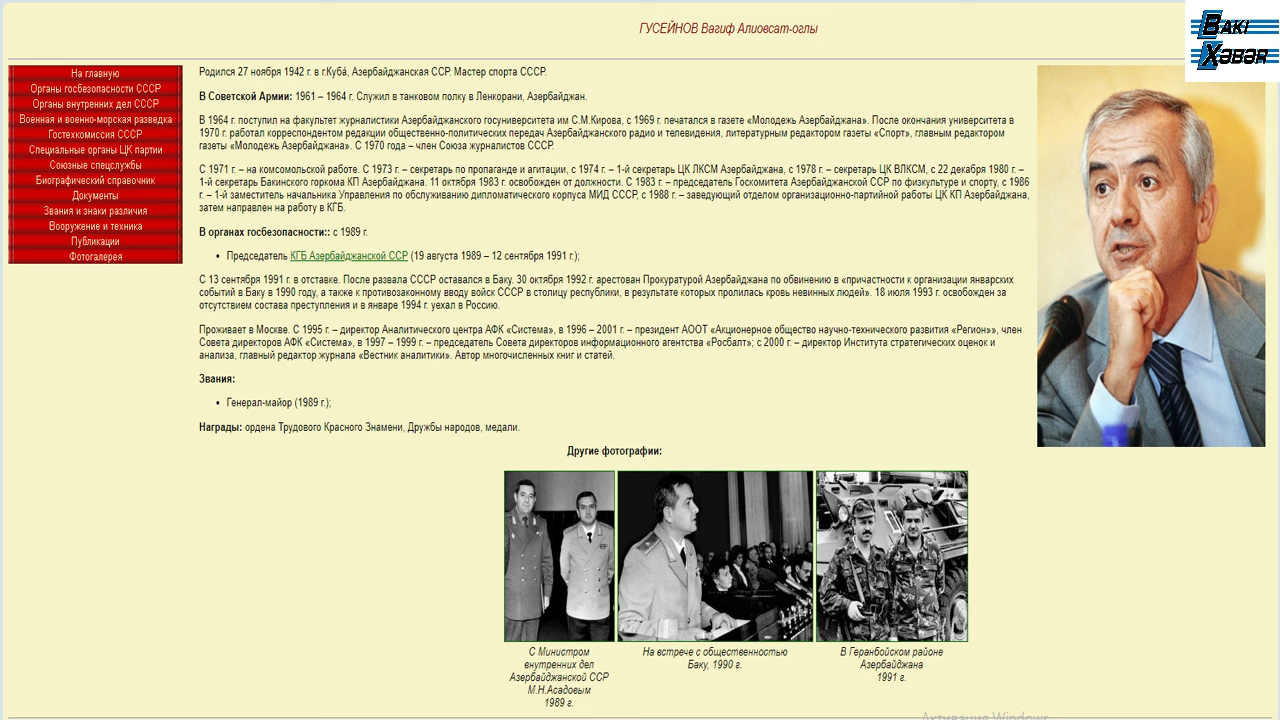 ГУСЕЙНОВ Вагиф Алиовсат-оглы
BAKI
XƏBƏR
На главную
Органы госбезопасности СССР
Органы внутренних дел СССР
Военная и военно-морская разведка
Гостехкомиссия СССР
Специальные органы ЦК партии
Союзные спецслужбы
Биографический справочник
Документы
Звания и знаки различия
Вооружение и техника
Публикации
Фотогалерея
Родился 27 ноября 1942 г. в г.Кубá, Азербайджанская ССР. Мастер спорта СССР.
В Советской Армии: 1961 – 1964 г. Служил в танковом полку в Ленкорани, Азербайджан.
В 1964 г. поступил на факультет журналистики Азербайджанского госуниверситета им С.М.Кирова, с 1969 г. печатался в газете «Молодежь Азербайджана». После окончания университета в
1970 г. работал корреспондентом редакции общественно-политических передач Азербайджанского радио и телевидения, литературным редактором газеты «Спорт», главным редактором
газеты «Молодежь Азербайджана». С 1970 года – член Союза журналистов СССР.
С 1971 г. – на комсомольской работе. С 1973 г. – секретарь по пропаганде и агитации, с 1974 г. – 1-й секретарь ЦК ЛКСМ Азербайджана, с 1978 г. – секретарь ЦК ВЛКСМ, с 22 декабря 1980 г. –
1-й секретарь Бакинского горкома КП Азербайджана. 11 октября 1983 г. освобожден от должности. С 1983 г. – председатель Госкомитета Азербайджанской ССР по физкультуре и спорту, с 1986
г. – 1-й заместитель начальника Управления по обслуживанию дипломатического корпуса МИД СССР, с 1988 г. – заведующий отделом организационно-партийной работы ЦК КП Азербайджана,
затем направлен на работу в КГБ.
В органах госбезопасности:: с 1989 г.
• Председатель КГБ Азербайджанской ССР (19 августа 1989 – 12 сентября 1991 г.);
С 13 сентября 1991 г. в отставке. После развала СССР оставался в Баку. 30 октября 1992 г. арестован Прокуратурой Азербайджана по обвинению в «причастности к организации январских
событий в Баку в 1990 году, а также к противозаконному вводу войск СССР в столицу республики, в результате которых пролилась кровь невинных людей». 18 июля 1993 г. освобожден за
отсутствием состава преступления и в январе 1994 г. уехал в Россию.
Проживает в Москве. С 1995 г. – директор Аналитического центра АФК «Система», в 1996 – 2001 г. – президент АООТ «Акционерное общество научно-технического развития «Регион»», член
Совета директоров АФК «Система», в 1997 – 1999 г. – председатель Совета директоров информационного агентства «Росбалт»; с 2000 г. – директор Института стратегических оценок и
анализа, главный редактор журнала «Вестник аналитики». Автор многочисленных книг и статей.
Звания:
• Генерал-майор (1989 г.);
Награды: ордена Трудового Красного Знамени, Дружбы народов, медали.
Другие фотографии:
С Министром
внутренних дел
Азербайджанской ССР
М.Н.Асадовым
1989 г.
На встрече с общественностью
Баку, 1990 г.
В Геранбойском районе
Азербайджана
1991 г.
Активация Windows